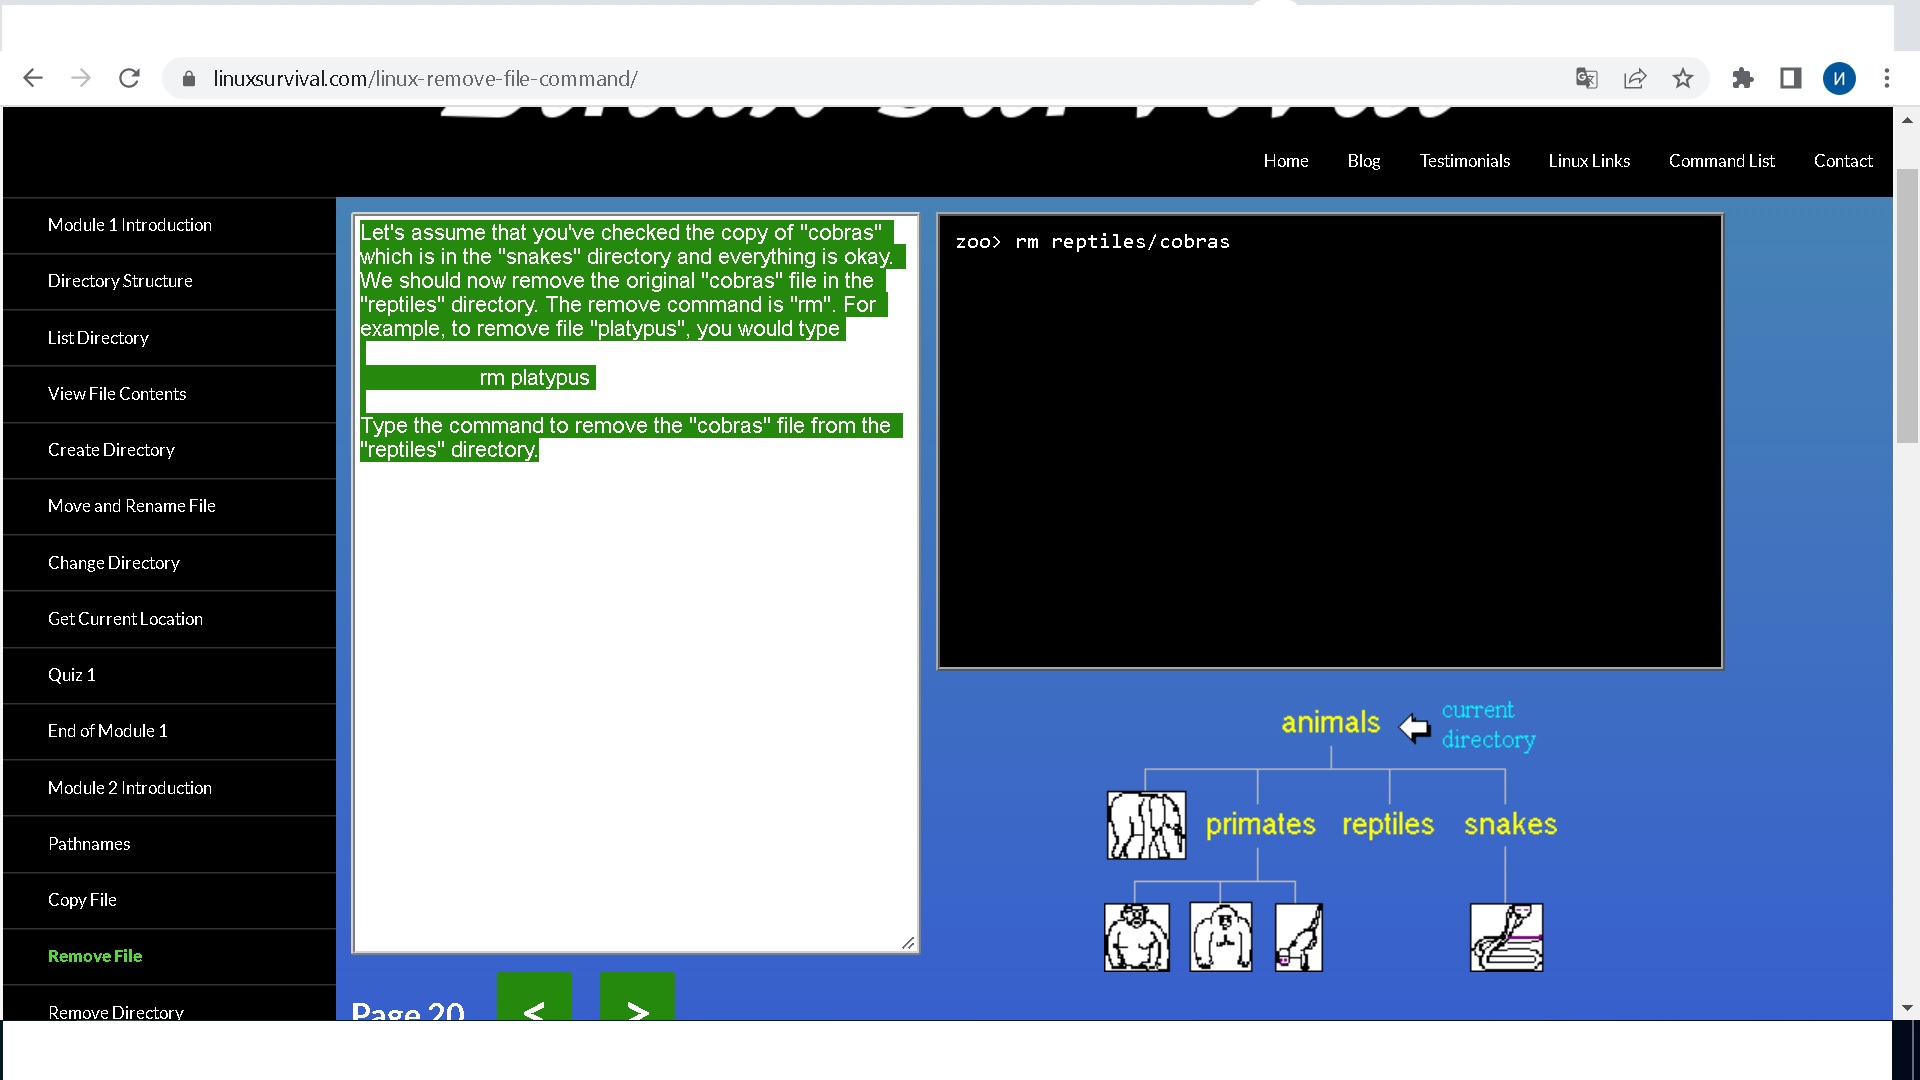 linuxsurvival.com/linux-remove-file-command/
И
Home
Blog
Testimonials
Linux Links
Command List
Contact
Module 1 Introduction
Directory Structure
List Directory
View File Contents
Create Directory
Move and Rename File
Change Directory
Get Current Location
Quiz 1
End of Module 1
Module 2 Introduction
Pathnames
Copy File
Remove File
Remove Directory
Let's assume that you've checked the copy of "cobras"
which is in the "snakes" directory and everything is okay.
We should now remove the original "cobras" file in the
"reptiles" directory. The remove command is "rm". For
example, to remove file "platypus", you would type
rm platypus
Type the command to remove the "cobras" file from the
"reptiles" directory.
Page 20
<
>
zoo> rm reptiles/cobras
animals
current
directory
primates
reptiles
snakes